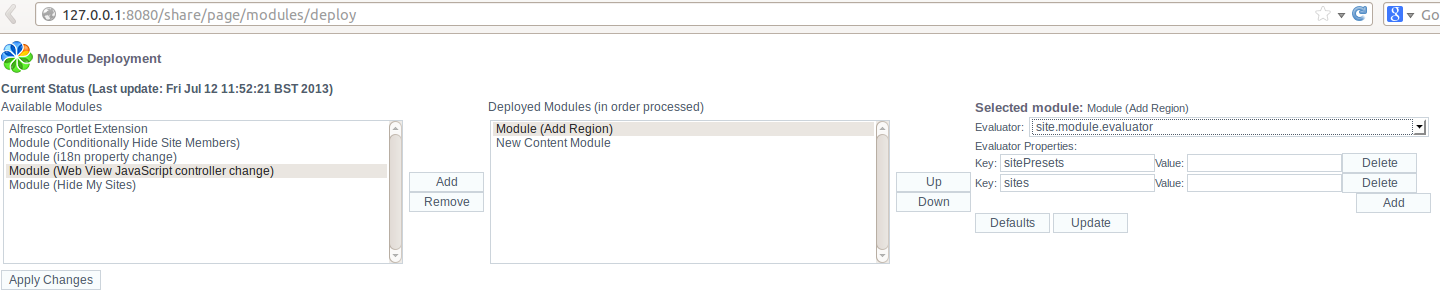 127.0.0.1:8080/share/page/modules/deploy
Go
Module Deployment
Current Status (Last update: Fri Jul 12 11:52:21 BST 2013)
Available Modules
Alfresco Portlet Extension
Module (Conditionally Hide Site Members)
Module (i18n property change)
Module (Web View JavaScript controller change)
Module (Hide My Sites)
Add
Remove
Deployed Modules (in order processed)
Module (Add Region)
New Content Module
Up
Down
Selected module: Module (Add Region)
Evaluator: site.module.evaluator
Evaluator Properties:
Key: sitePresets Value: Delete
Key: sites Value: Delete
Add
Defaults Update
Apply Changes